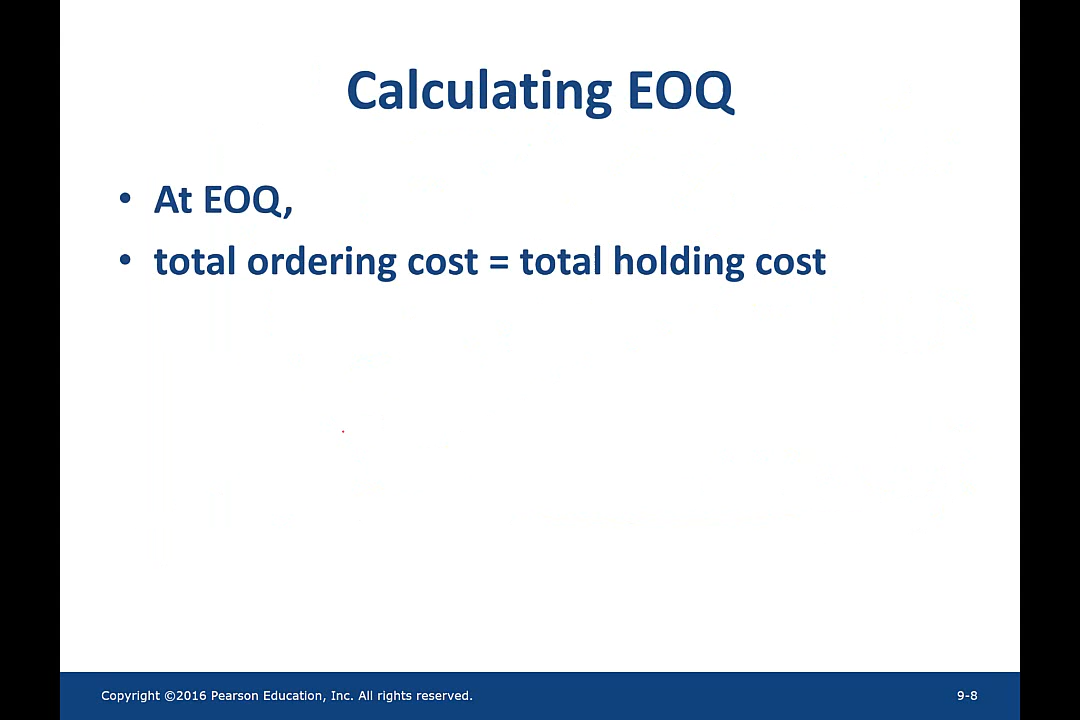 Calculating EOQ
• At EOQ,
• total ordering cost = total holding cost
Copyright ©2016 Pearson Education, Inc. All rights reserved.
9-8